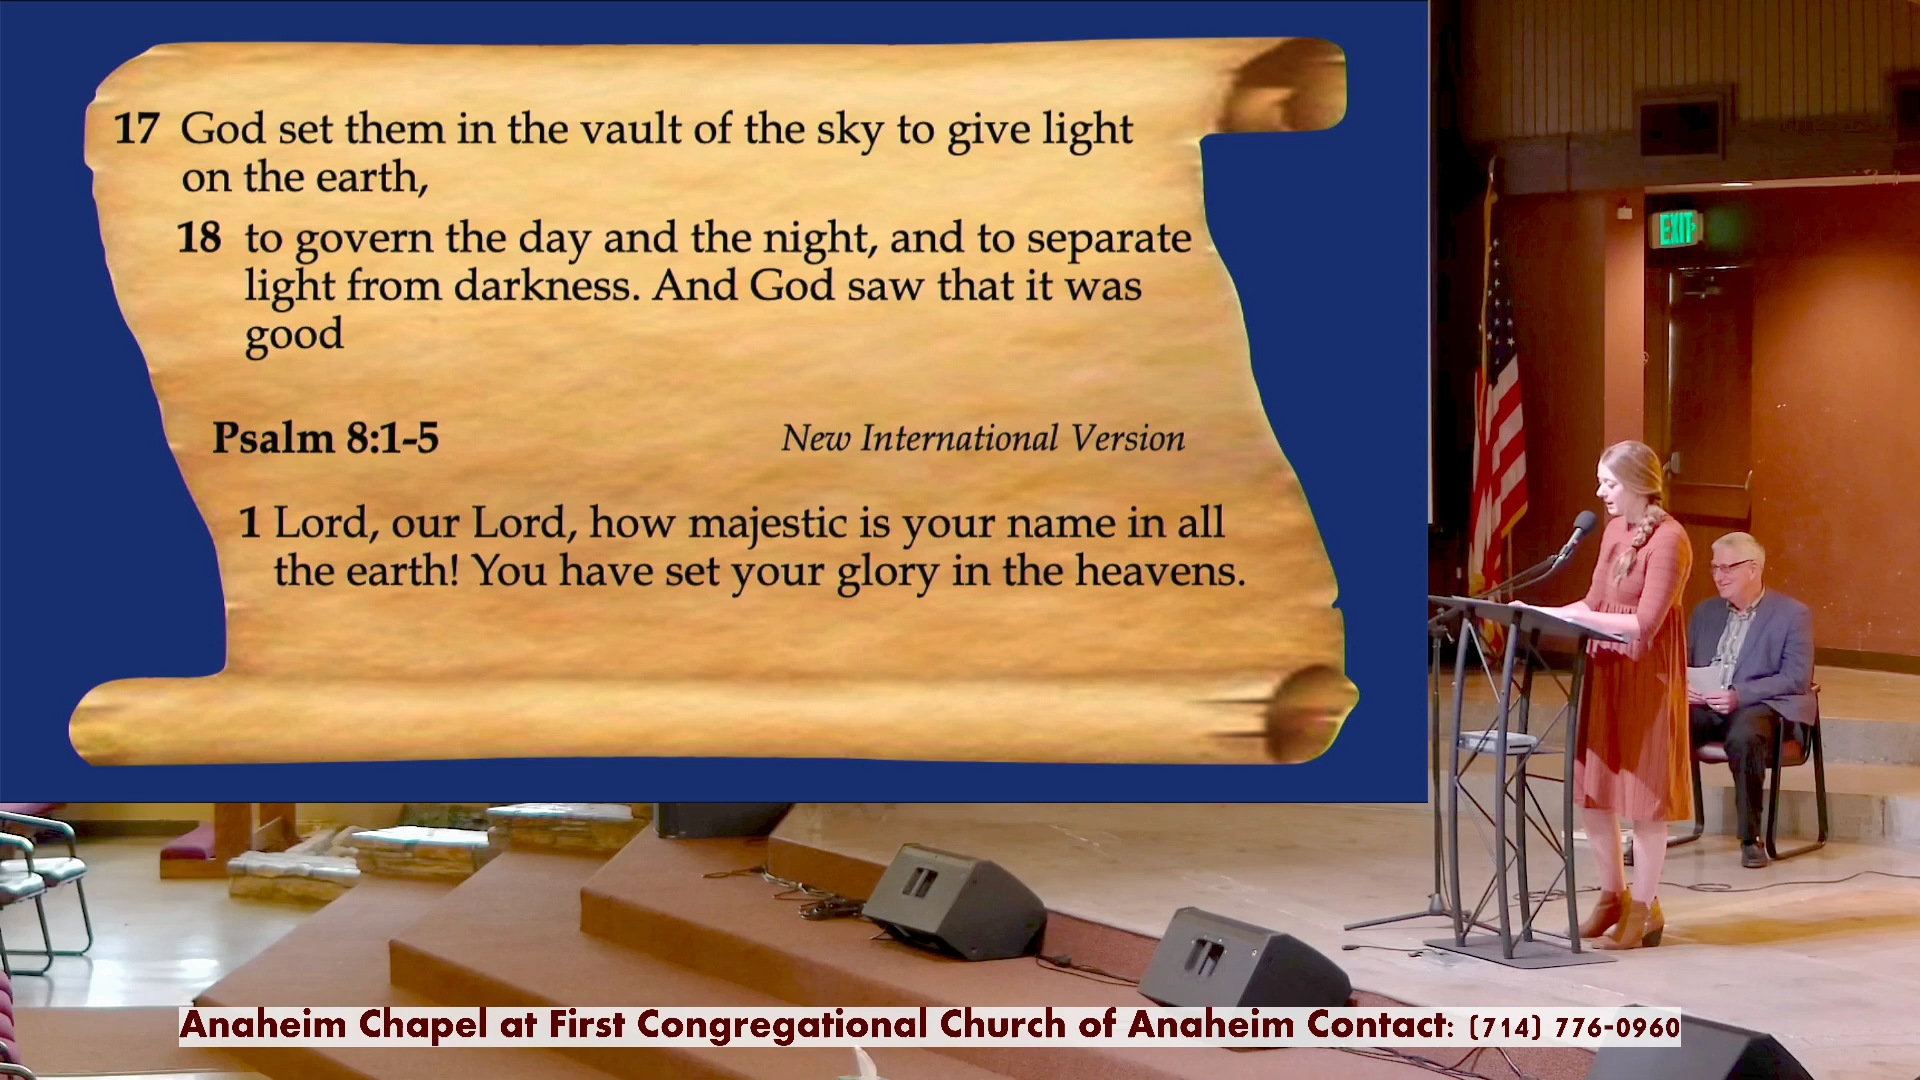 17 God set them in the vault of the sky to give light
on the earth,
18 to govern the day and the night, and to separate
light from darkness. And God saw that it was
good
Psalm 8:1-5 New International Version
1 Lord, our Lord, how majestic is your name in all
the earth! You have set your glory in the heavens.
EXIT
Anaheim Chapel at First Congregational Church of Anaheim Contact: (714) 776-0960